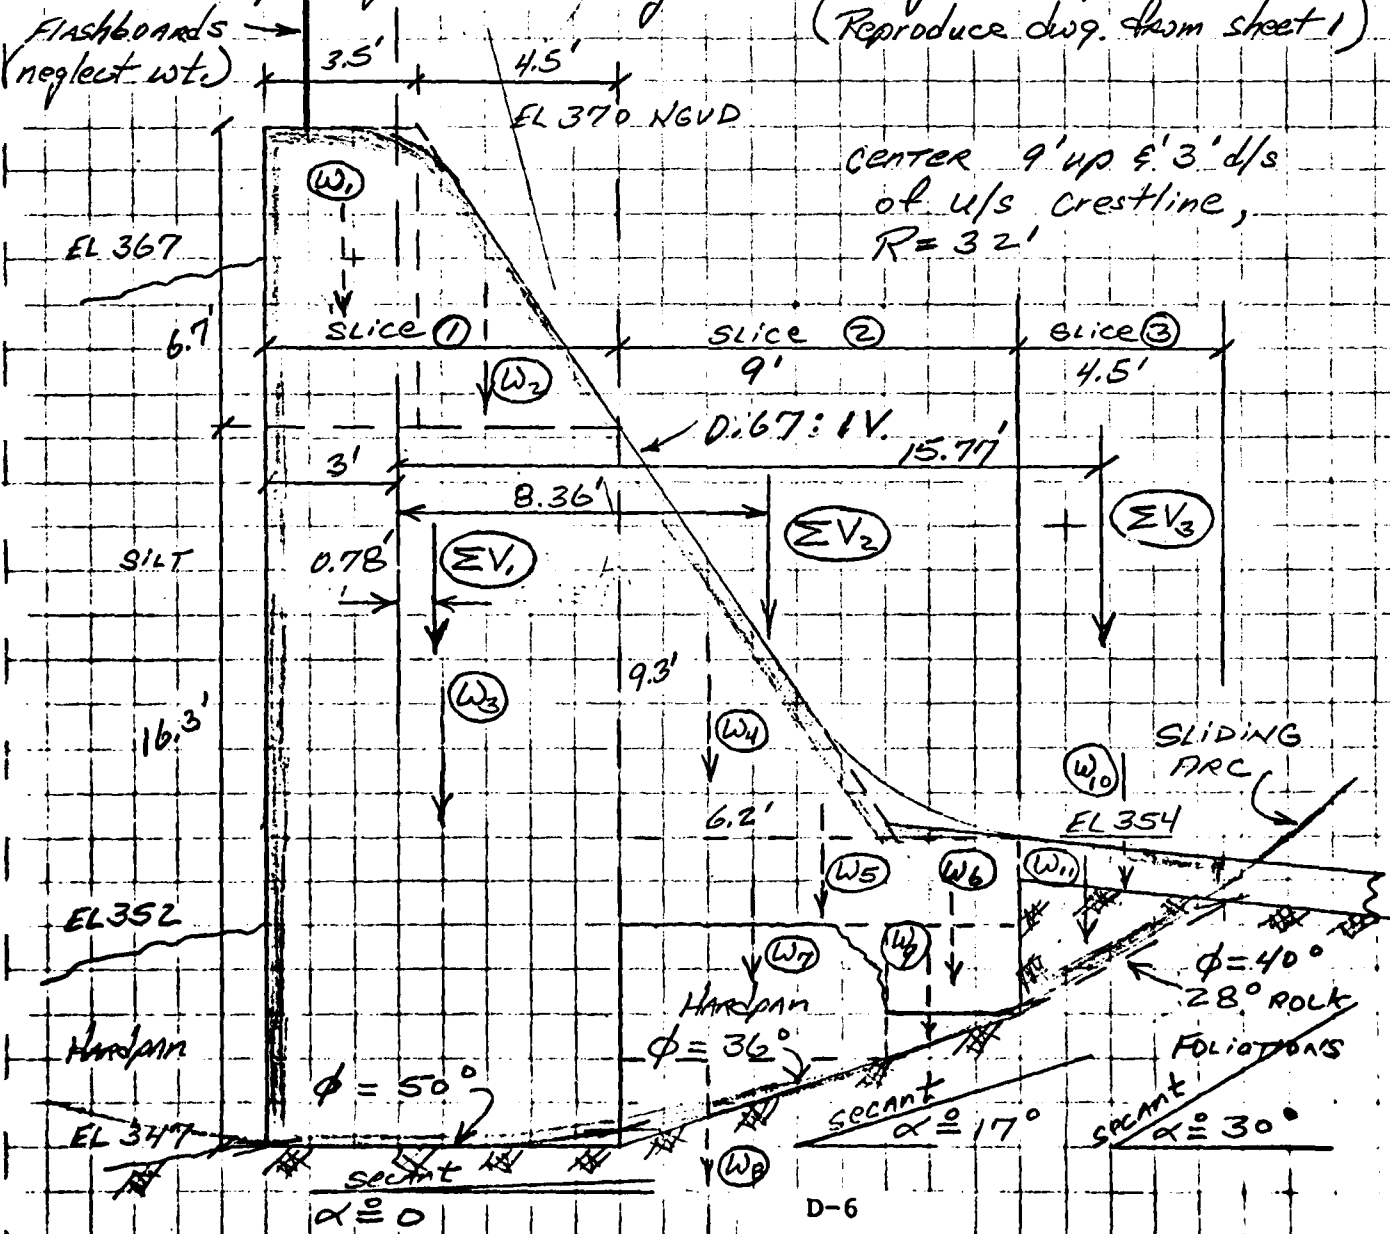 FLASHBOARDS
(neglect wt.)
(Reproduce dwg. from sheet 1)
3.5'
4.5'
EL 370 NGVD
CENTER 9' up & 3' d/s
of u/s crestline,
R = 32'
W1
EL 367
6.7'
SLICE 1
SLICE 2
SLICE 3
9'
4.5'
W2
0.67 : 1V.
15.77'
3'
8.36'
SILT
0.78'
ΣV1
ΣV2
ΣV3
W3
9.3'
W4
16.3'
SLIDING
ARC
W10
6.2'
EL 354
W5
W6
W11
EL 352
W7
W9
HARDPAN
φ = 36°
φ = 40°
28° ROCK
FOLIATIONS
HARDPAN
φ = 50°
EL 347
secant
α ≐ 17°
secant
α ≐ 30°
W8
secant
α ≐ 0
D-6